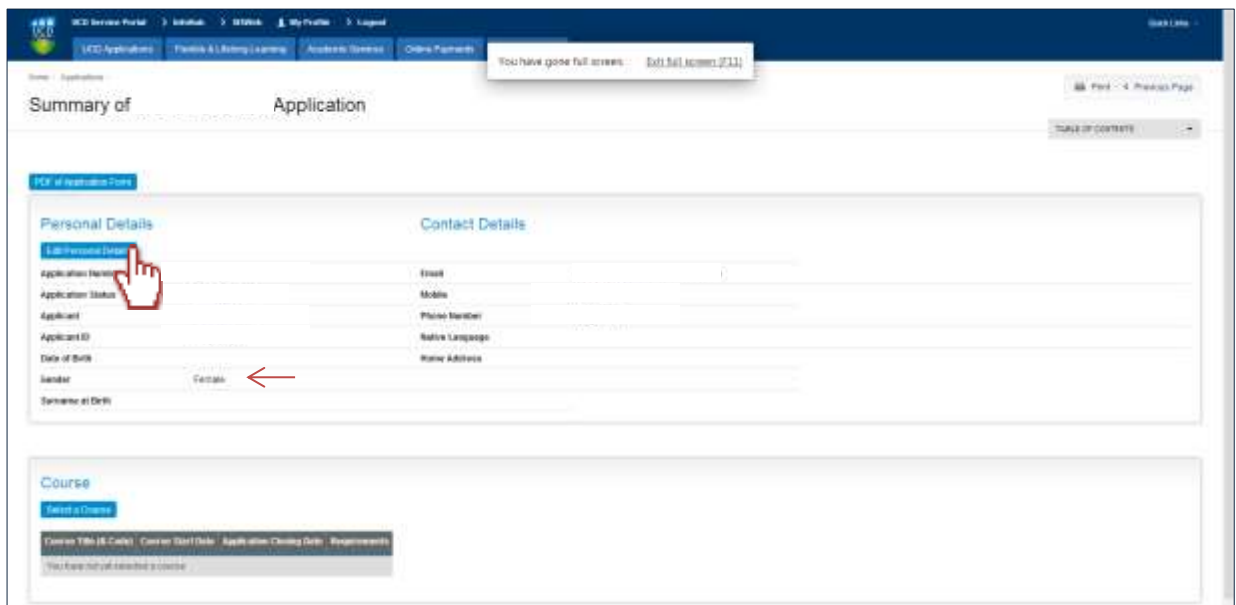 UCD
UCD Service Portal > InfoHub > SISWeb My Profile > Logout
Quick Links
UCD Applications Flexible & Lifelong Learning Academic Services Online Payments
You have gone full screen. Exit full screen (F11)
Home Applications
Print < Previous Page
Summary of Application
TABLE OF CONTENTS
PDF of Application Form
Personal Details
Contact Details
Edit Personal Details
Application Number
Email
Application Status
Mobile
Applicant
Phone Number
Applicant ID
Native Language
Date of Birth
Home Address
Gender Female
Surname at Birth
Course
Select a Course
Course Title (& Code) Course Start Date Application Closing Date Requirements
You have not yet selected a course